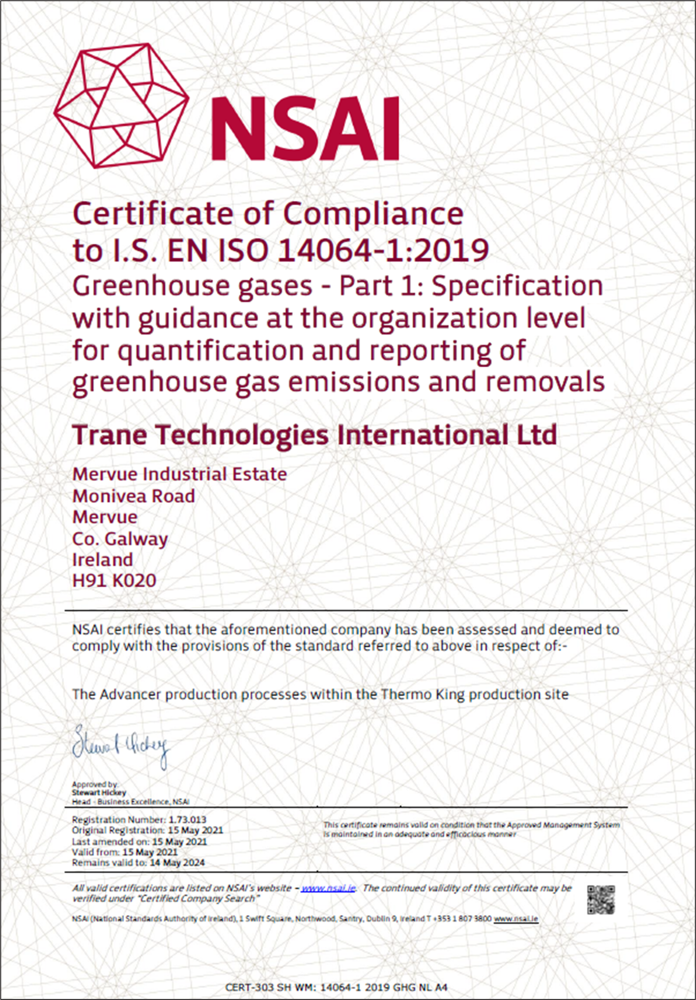 NSAI
Certificate of Compliance
to I.S. EN ISO 14064-1:2019
Greenhouse gases - Part 1: Specification
with guidance at the organization level
for quantification and reporting of
greenhouse gas emissions and removals
Trane Technologies International Ltd
Mervue Industrial Estate
Monivea Road
Mervue
Co. Galway
Ireland
H91 K020
NSAI certifies that the aforementioned company has been assessed and deemed to
comply with the provisions of the standard referred to above in respect of:-
The Advancer production processes within the Thermo King production site
Stewart Hickey
Approved by:
Stewart Hickey
Head - Business Excellence, NSAI
Registration Number: 1.73.013
Original Registration: 15 May 2021
Last amended on: 15 May 2021
Valid from: 15 May 2021
Remains valid to: 14 May 2024
This certificate remains valid on condition that the Approved Management System
is maintained in an adequate and efficacious manner
All valid certifications are listed on NSAI's website – www.nsai.ie. The continued validity of this certificate may be
verified under "Certified Company Search"
NSAI (National Standards Authority of Ireland), 1 Swift Square, Northwood, Santry, Dublin 9, Ireland T +353 1 807 3800 www.nsai.ie
CERT-303 SH WM: 14064-1 2019 GHG NL A4